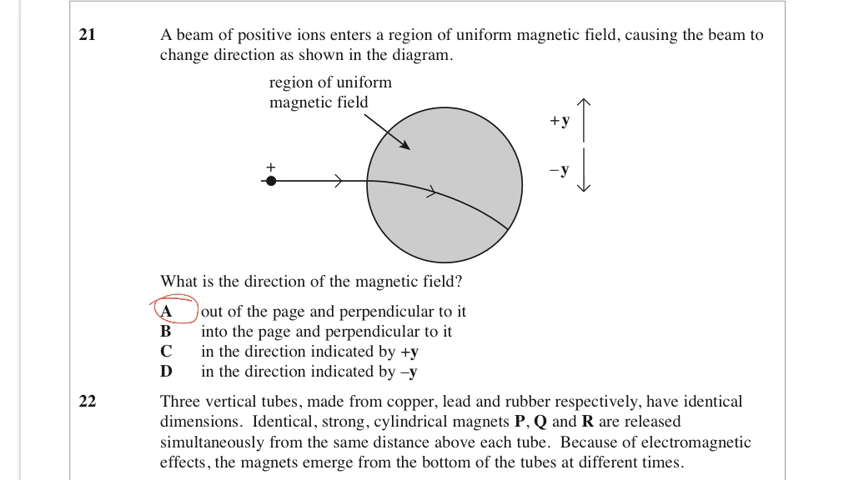 21 A beam of positive ions enters a region of uniform magnetic field, causing the beam to
change direction as shown in the diagram.
region of uniform
magnetic field
+y
+
–y
What is the direction of the magnetic field?
A out of the page and perpendicular to it
B into the page and perpendicular to it
C in the direction indicated by +y
D in the direction indicated by –y
22 Three vertical tubes, made from copper, lead and rubber respectively, have identical
dimensions. Identical, strong, cylindrical magnets P, Q and R are released
simultaneously from the same distance above each tube. Because of electromagnetic
effects, the magnets emerge from the bottom of the tubes at different times.